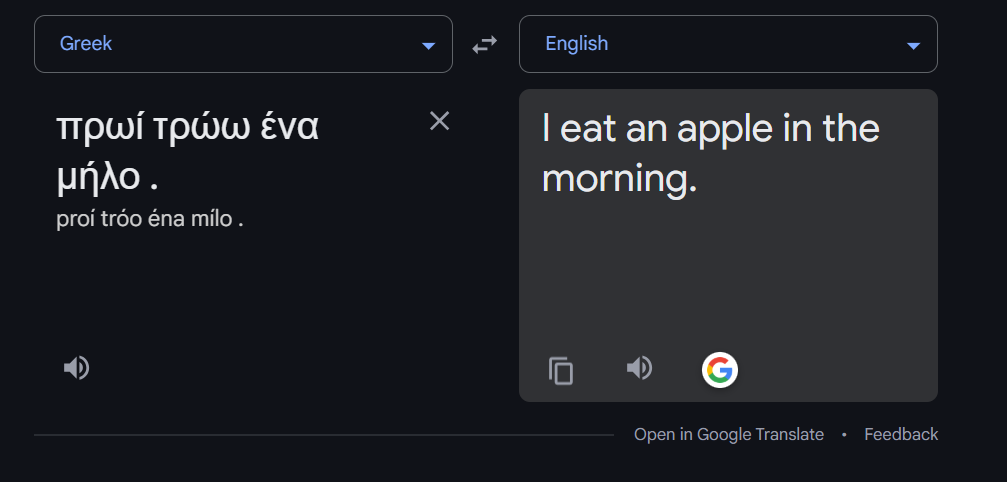 Greek
English
πρωί τρώω ένα
μήλο .
proí tróo éna mílo .
I eat an apple in the
morning.
Open in Google Translate • Feedback